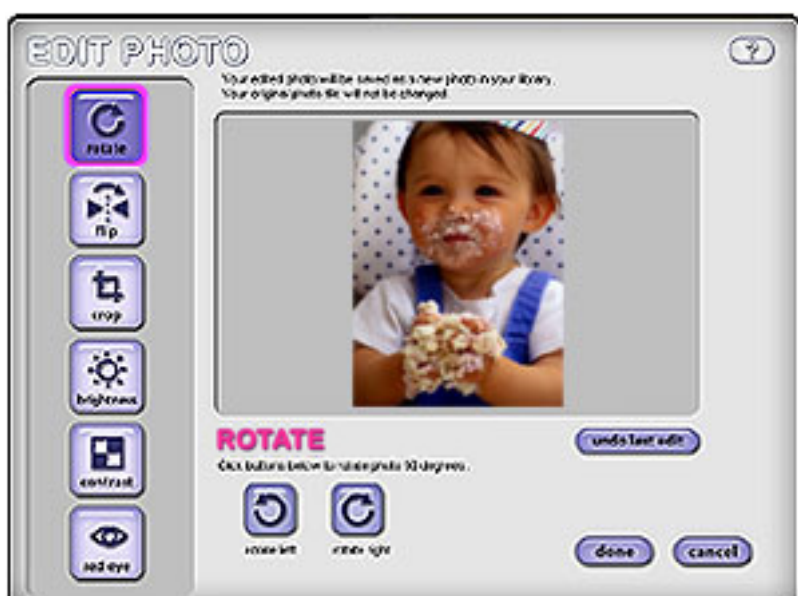 EDIT PHOTO
?
Your edited photo will be saved as a new photo in your library.
Your original photo file will not be changed.
rotate
flip
crop
brightness
contrast
red eye
ROTATE
undo last edit
Click buttons below to rotate photo 90 degrees.
rotate left
rotate right
done
cancel